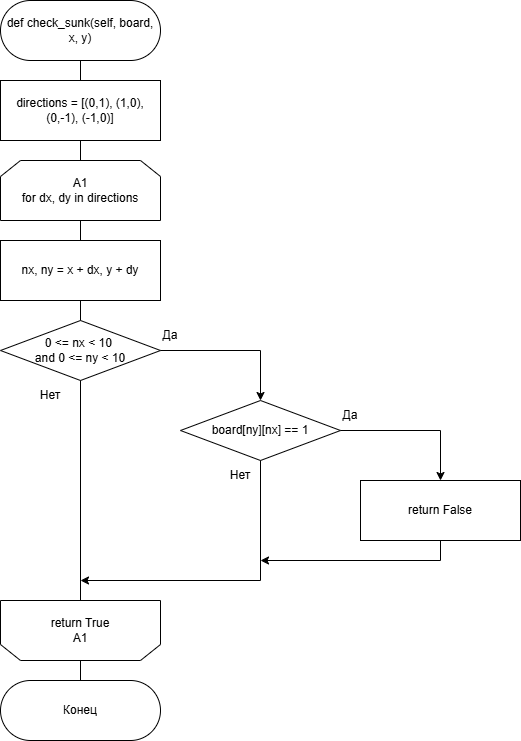 def check_sunk(self, board,
x, y)
directions = [(0,1), (1,0),
(0,-1), (-1,0)]
A1
for dx, dy in directions
nx, ny = x + dx, y + dy
0 <= nx < 10
and 0 <= ny < 10
Да
Нет
board[ny][nx] == 1
Да
Нет
return False
return True
A1
Конец